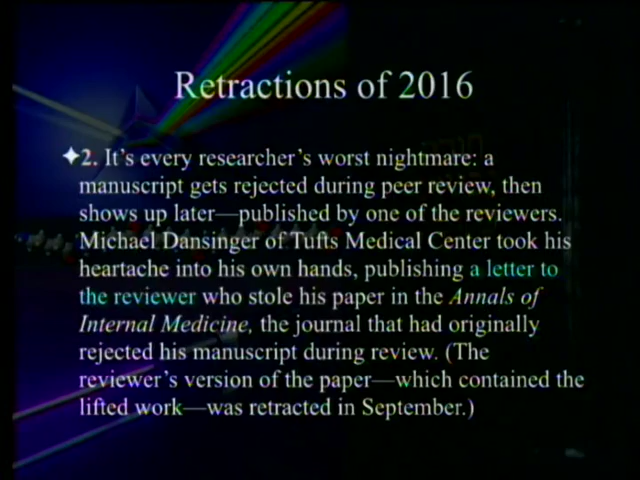 Retractions of 2016
2. It's every researcher's worst nightmare: a
manuscript gets rejected during peer review, then
shows up later—published by one of the reviewers.
Michael Dansinger of Tufts Medical Center took his
heartache into his own hands, publishing a letter to
the reviewer who stole his paper in the Annals of
Internal Medicine, the journal that had originally
rejected his manuscript during review. (The
reviewer's version of the paper—which contained the
lifted work—was retracted in September.)